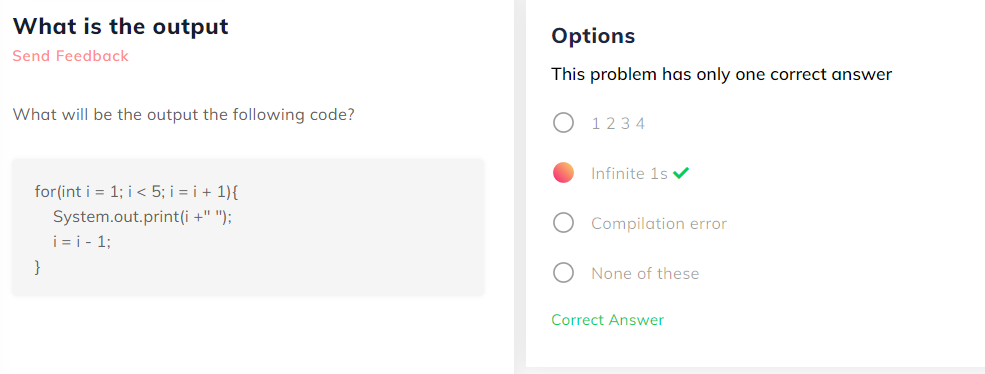 What is the output
Send Feedback
What will be the output the following code?
for(int i = 1; i < 5; i = i + 1){
System.out.print(i +" ");
i = i - 1;
}
Options
This problem has only one correct answer
1 2 3 4
Infinite 1s
Compilation error
None of these
Correct Answer